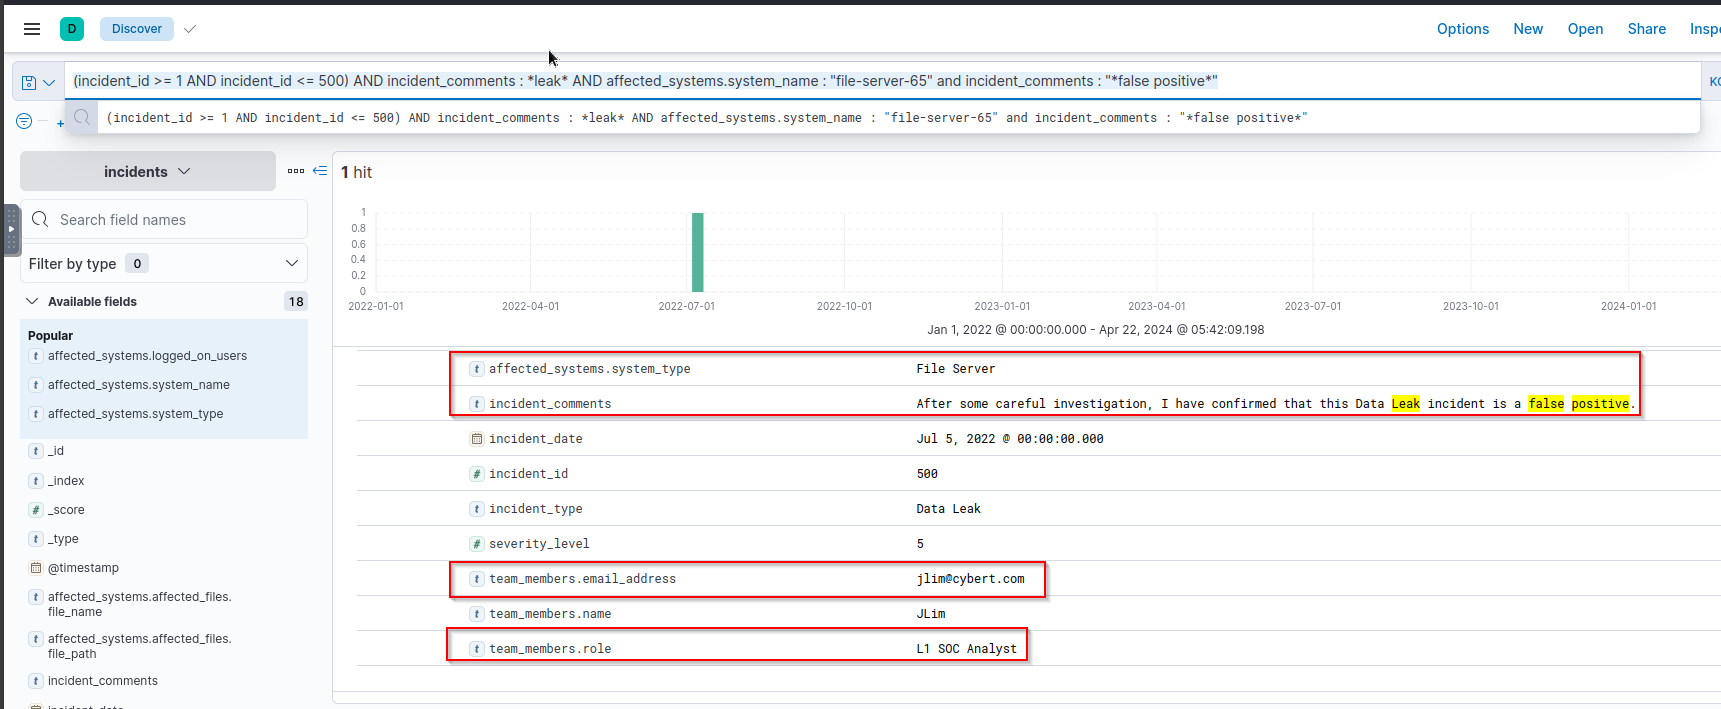 D Discover Options New Open Share Inspe
(incident_id >= 1 AND incident_id <= 500) AND incident_comments : *leak* AND affected_systems.system_name : "file-server-65" and incident_comments : "*false positive*" KQ
(incident_id >= 1 AND incident_id <= 500) AND incident_comments : *leak* AND affected_systems.system_name : "file-server-65" and incident_comments : "*false positive*"
incidents
Search field names
Filter by type 0
Available fields 18
Popular
t affected_systems.logged_on_users
t affected_systems.system_name
t affected_systems.system_type
t _id
t _index
# _score
t _type
@timestamp
t affected_systems.affected_files.
file_name
t affected_systems.affected_files.
file_path
t incident_comments
incident_date
1 hit
1
0.8
0.6
0.4
0.2
0
2022-01-01 2022-04-01 2022-07-01 2022-10-01 2023-01-01 2023-04-01 2023-07-01 2023-10-01 2024-01-01
Jan 1, 2022 @ 00:00:00.000 - Apr 22, 2024 @ 05:42:09.198
t affected_systems.system_type File Server
t incident_comments After some careful investigation, I have confirmed that this Data Leak incident is a false positive.
incident_date Jul 5, 2022 @ 00:00:00.000
# incident_id 500
t incident_type Data Leak
# severity_level 5
t team_members.email_address jlim@cybert.com
t team_members.name JLim
t team_members.role L1 SOC Analyst